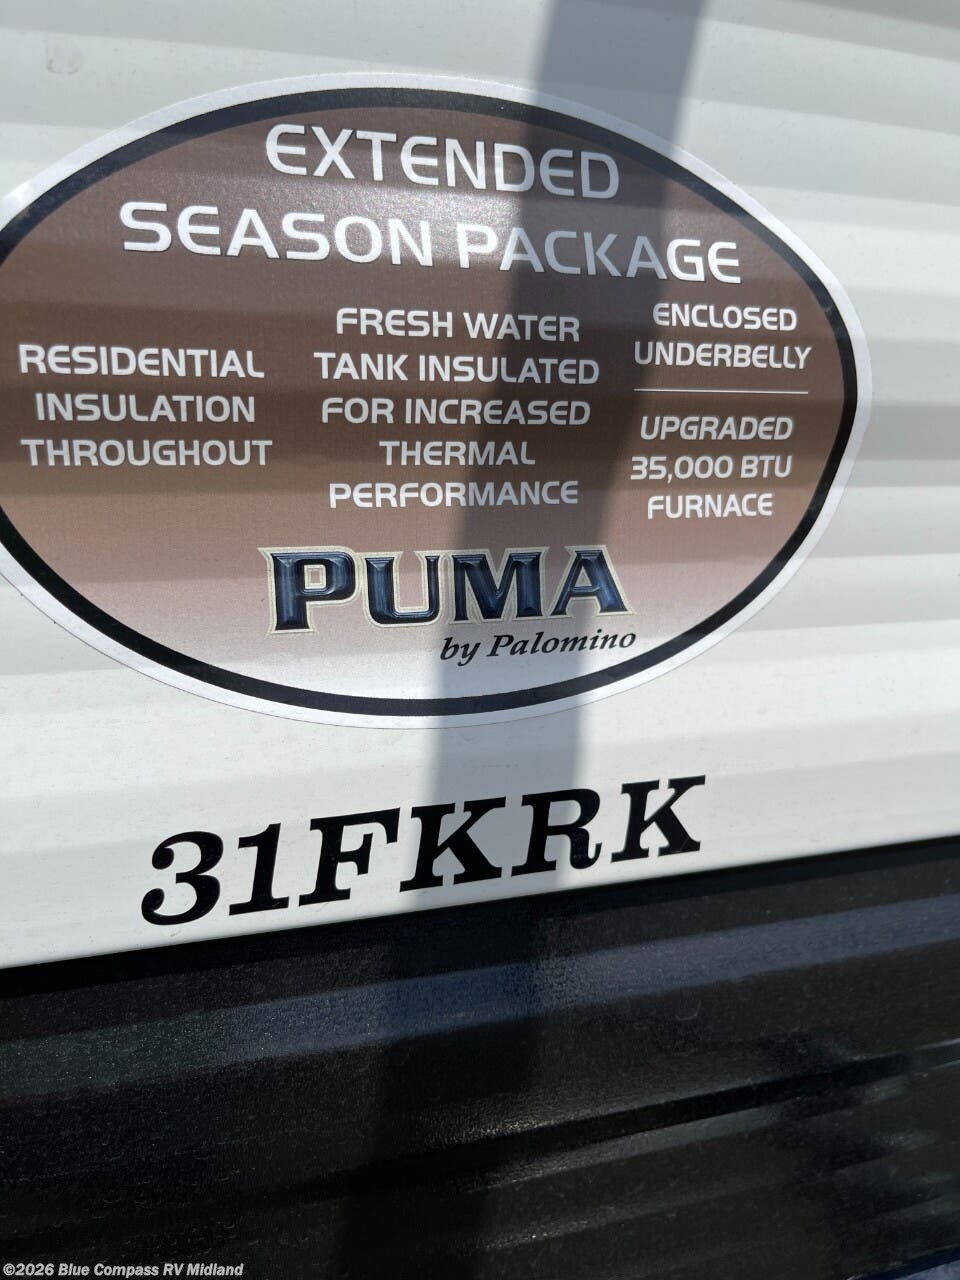 EXTENDED
SEASON PACKAGE
RESIDENTIAL
INSULATION
THROUGHOUT
FRESH WATER
TANK INSULATED
FOR INCREASED
THERMAL
PERFORMANCE
ENCLOSED
UNDERBELLY
UPGRADED
35,000 BTU
FURNACE
PUMA
by Palomino
31FKRK
©2026 Blue Compass RV Midland